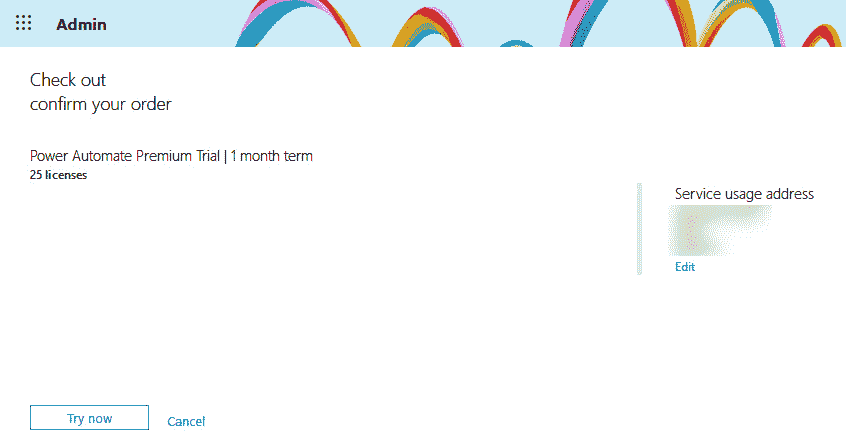 Admin
Check out
confirm your order
Power Automate Premium Trial | 1 month term
25 licenses
Service usage address
Edit
Try now
Cancel